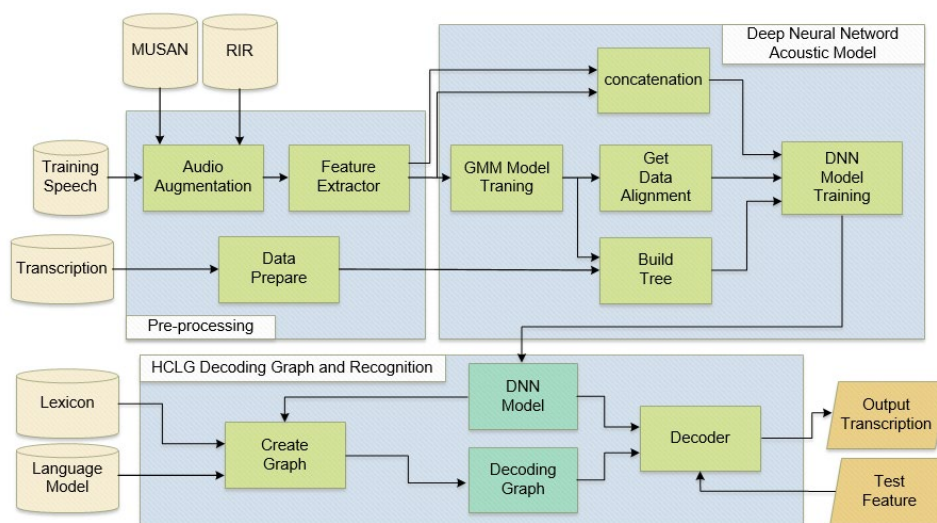 MUSAN
RIR
Deep Neural Netword
Acoustic Model
concatenation
Training
Speech
Audio
Augmentation
Feature
Extractor
GMM Model
Traning
Get
Data
Alignment
DNN
Model
Training
Transcription
Data
Prepare
Build
Tree
Pre-processing
HCLG Decoding Graph and Recognition
Lexicon
DNN
Model
Output
Transcription
Create
Graph
Decoder
Language
Model
Decoding
Graph
Test
Feature